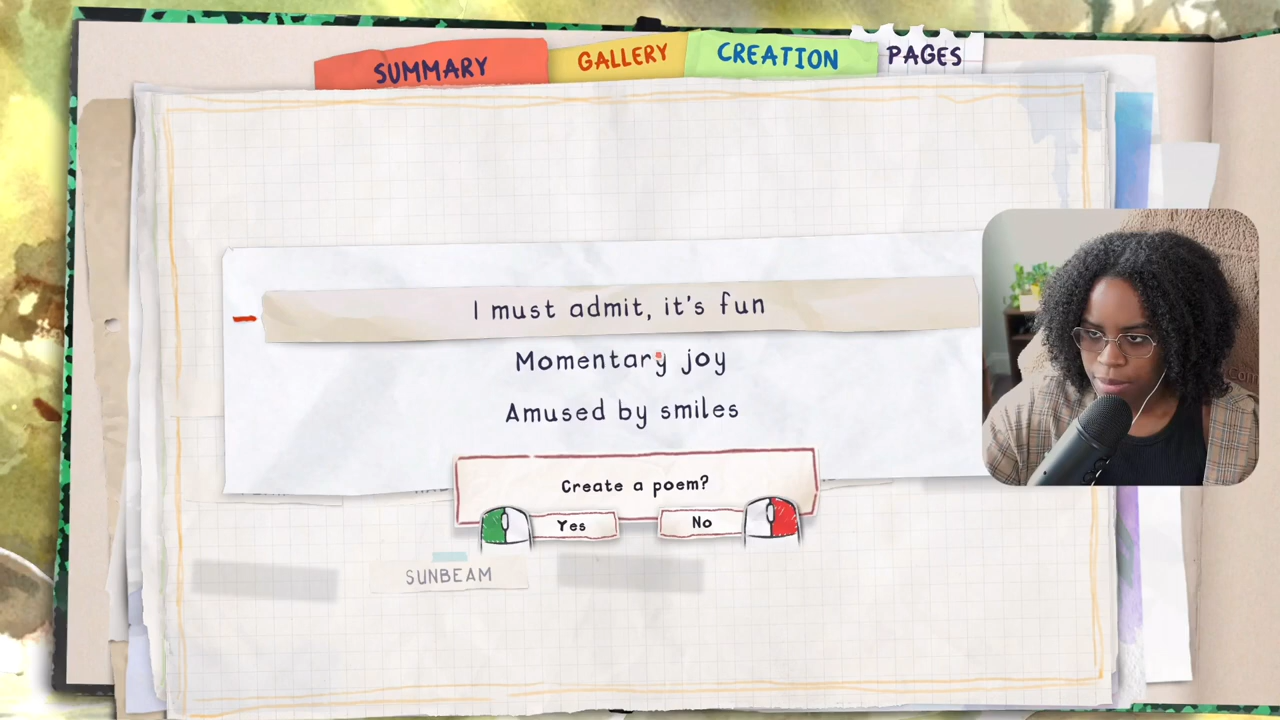 SUMMARY
GALLERY
CREATION
PAGES
I must admit, it's fun
Momentary joy
Amused by smiles
Create a poem?
Yes
No
SUNBEAM